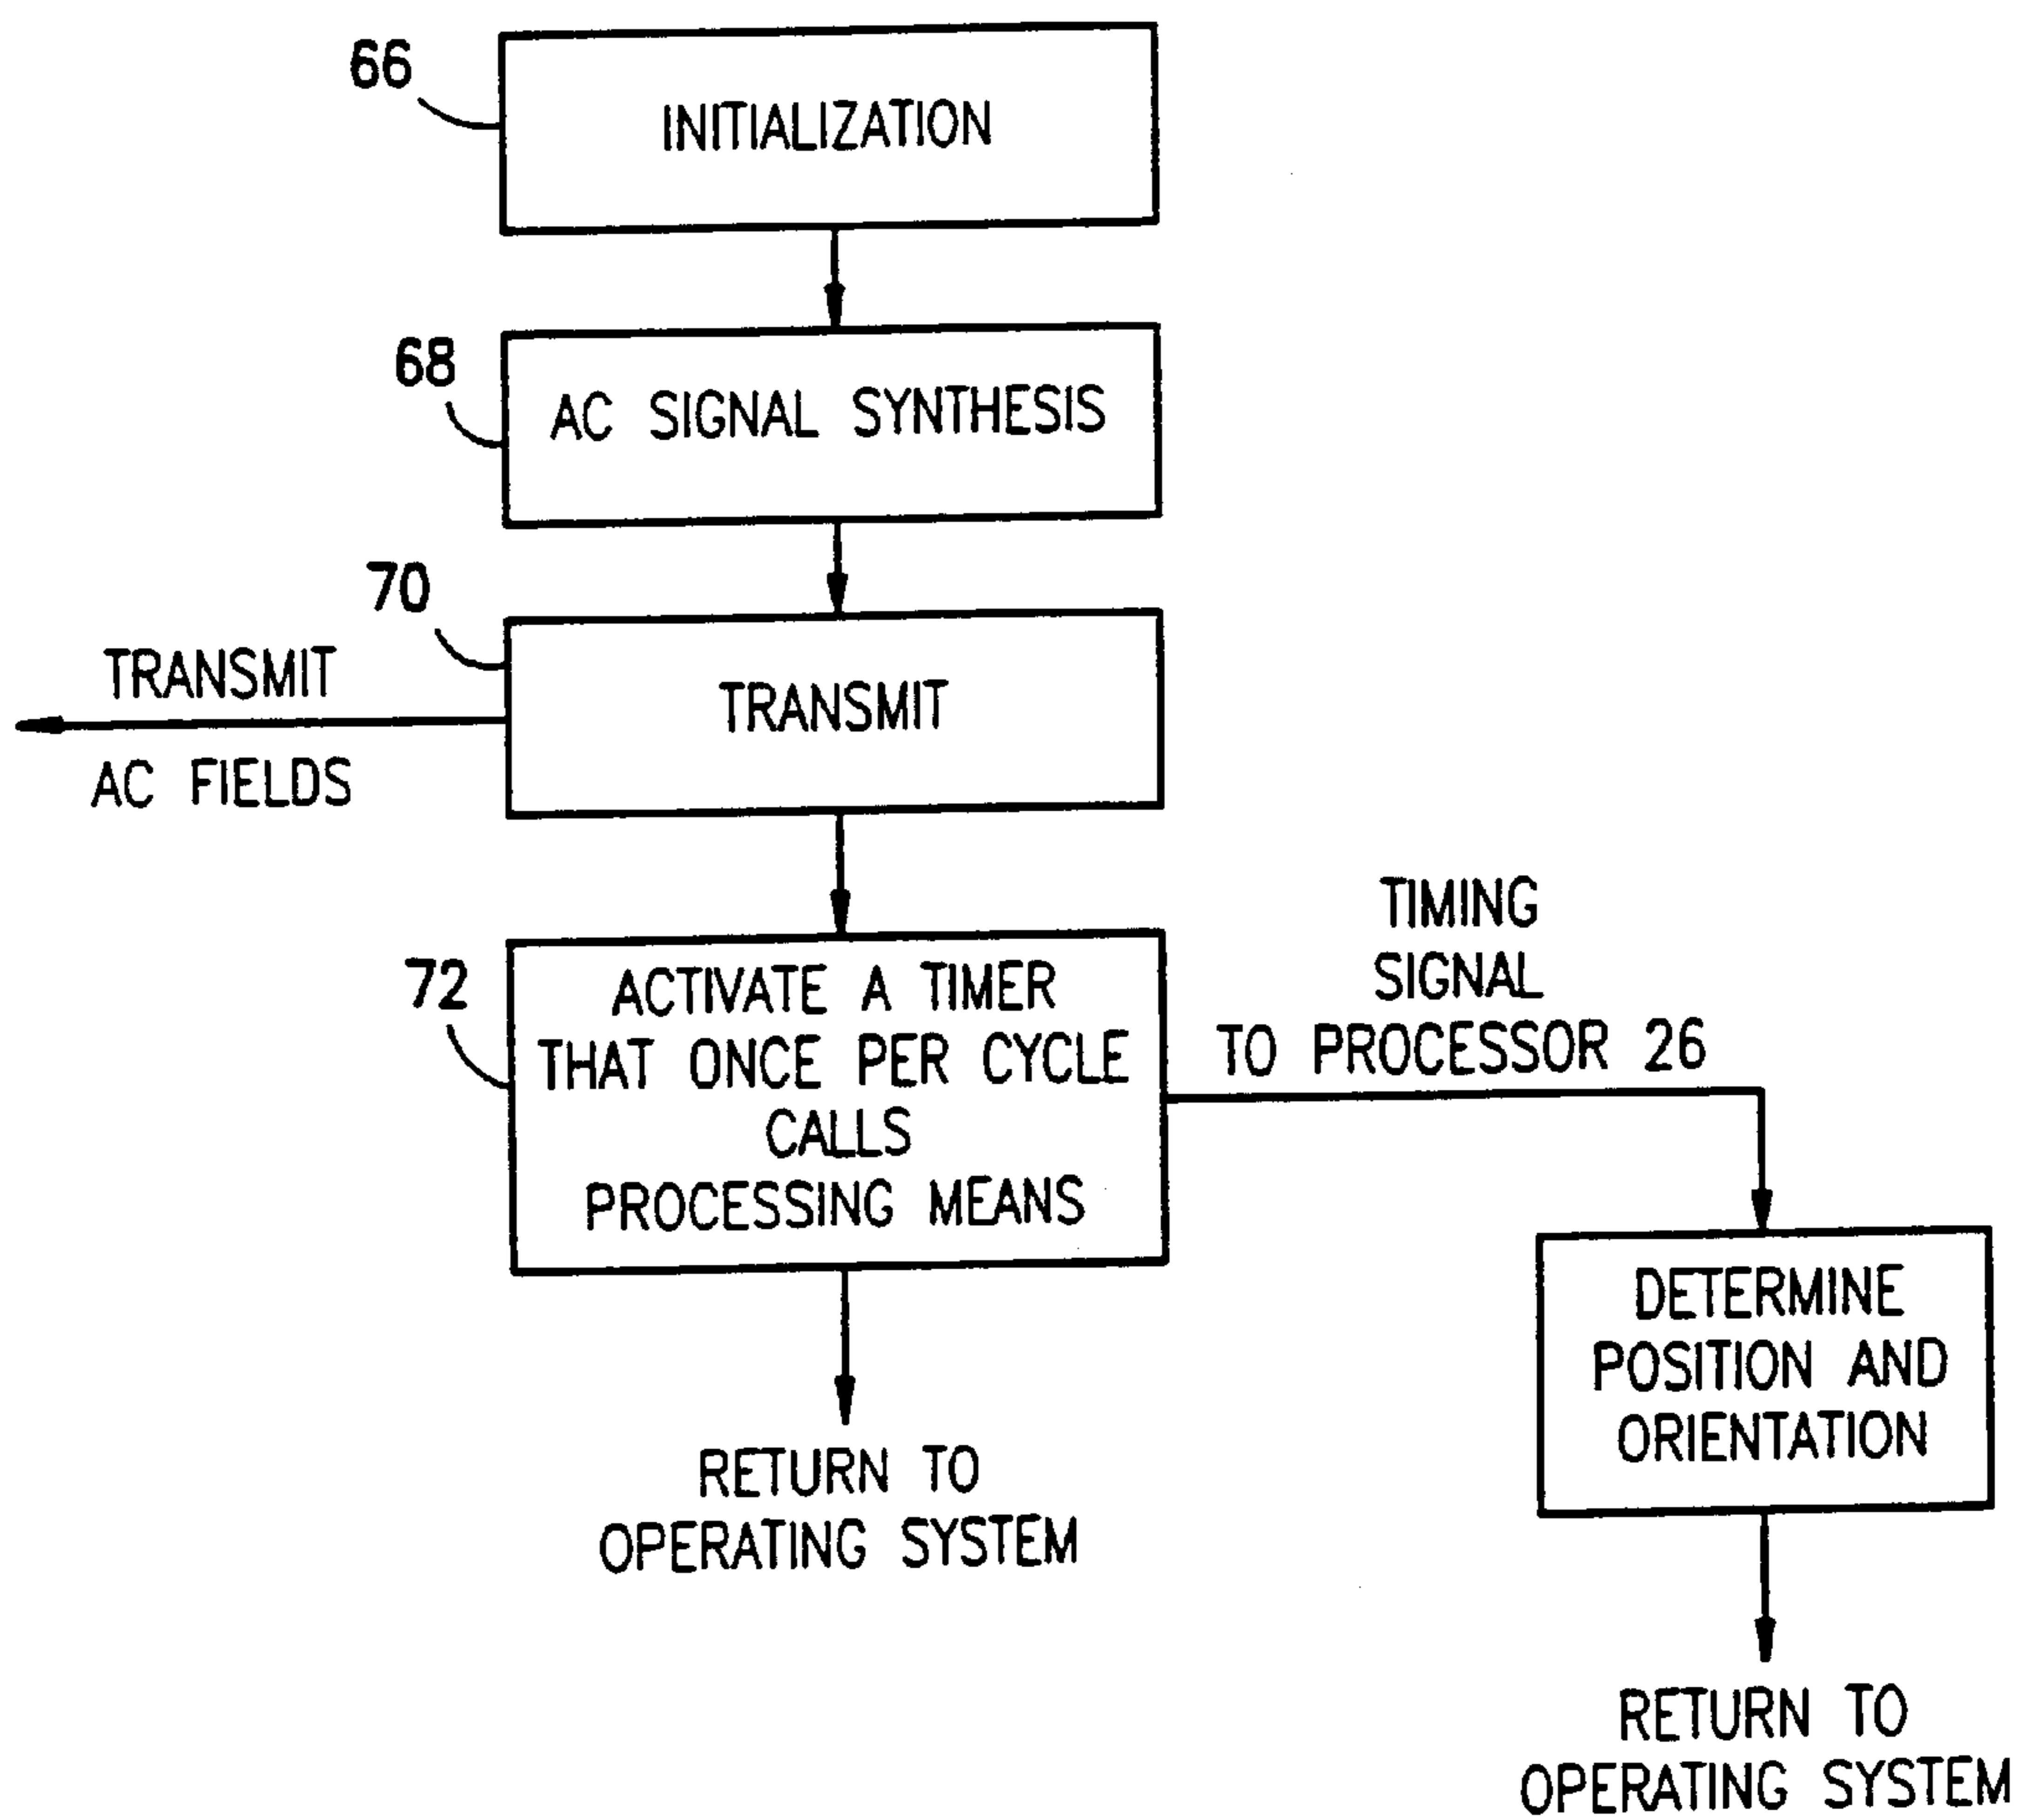 66
INITIALIZATION
68
AC SIGNAL SYNTHESIS
70
TRANSMIT
AC FIELDS
TRANSMIT
72
ACTIVATE A TIMER
THAT ONCE PER CYCLE
CALLS
PROCESSING MEANS
TIMING
SIGNAL
TO PROCESSOR 26
DETERMINE
POSITION AND
ORIENTATION
RETURN TO
OPERATING SYSTEM
RETURN TO
OPERATING SYSTEM